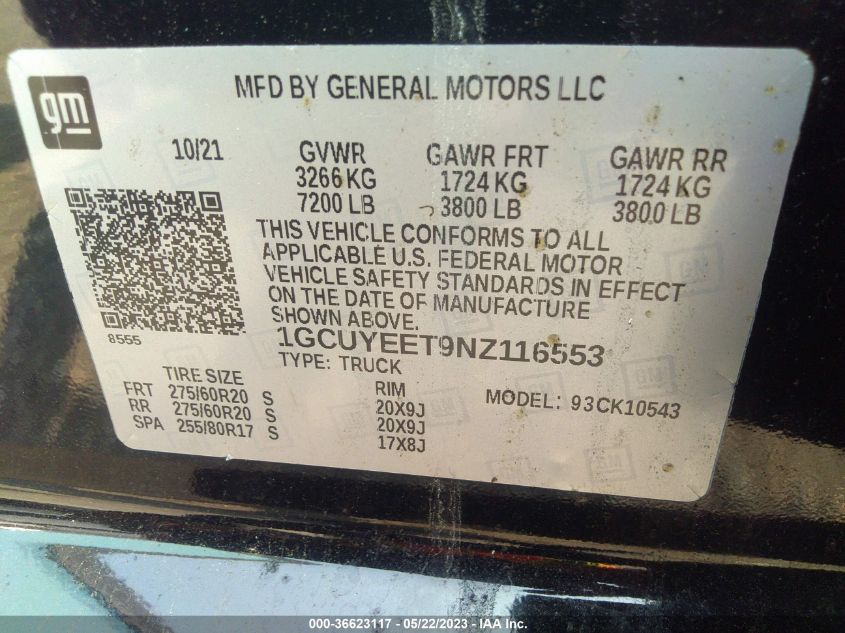 gm
MFD BY GENERAL MOTORS LLC
10/21 GVWR GAWR FRT GAWR RR
3266 KG 1724 KG 1724 KG
7200 LB 3800 LB 3800 LB
THIS VEHICLE CONFORMS TO ALL
APPLICABLE U.S. FEDERAL MOTOR
VEHICLE SAFETY STANDARDS IN EFFECT
ON THE DATE OF MANUFACTURE
SHOWN ABOVE.
8555
1GCUYEET9NZ116553
TYPE: TRUCK
TIRE SIZE RIM MODEL: 93CK10543
FRT 275/60R20 S 20X9J
RR 275/60R20 S 20X9J
SPA 255/80R17 S 17X8J
000-36623117 - 05/22/2023 - IAA Inc.